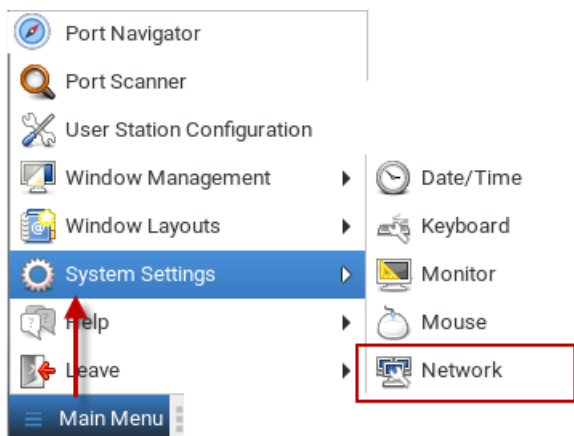 Port Navigator
Port Scanner
User Station Configuration
Window Management
Window Layouts
System Settings
Help
Leave
Main Menu
Date/Time
Keyboard
Monitor
Mouse
Network